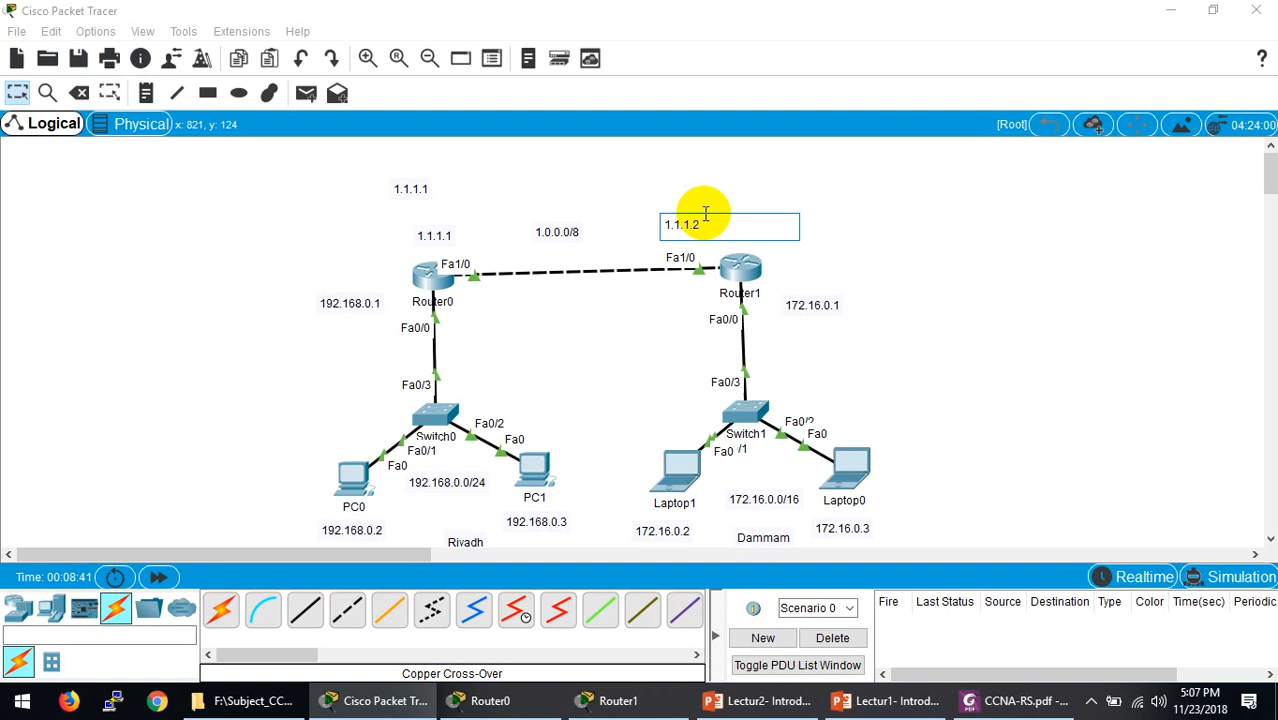 Cisco Packet Tracer
File Edit Options View Tools Extensions Help
Logical Physical x: 821, y: 124 [Root] 04:24:00
1.1.1.1
1.1.1.1 1.0.0.0/8 1.1.1.2
Fa1/0 Fa1/0
Router0 Router1
192.168.0.1 172.16.0.1
Fa0/0 Fa0/0
Fa0/3 Fa0/3
Fa0/2 Fa0/2
Switch0 Switch1
Fa0/1 /1
Fa0 Fa0 Fa0 Fa0
192.168.0.0/24 172.16.0.0/16
PC0 PC1 Laptop1 Laptop0
192.168.0.2 192.168.0.3 172.16.0.2 172.16.0.3
Riyadh Dammam
Time: 00:08:41 Realtime Simulation
Scenario 0
New Delete
Toggle PDU List Window
Fire Last Status Source Destination Type Color Time(sec) Periodic
Copper Cross-Over
F:\Subject_CC... Cisco Packet Tr... Router0 Router1 Lectur2- Introd... Lectur1- Introd... CCNA-RS.pdf - ...
5:07 PM
11/23/2018